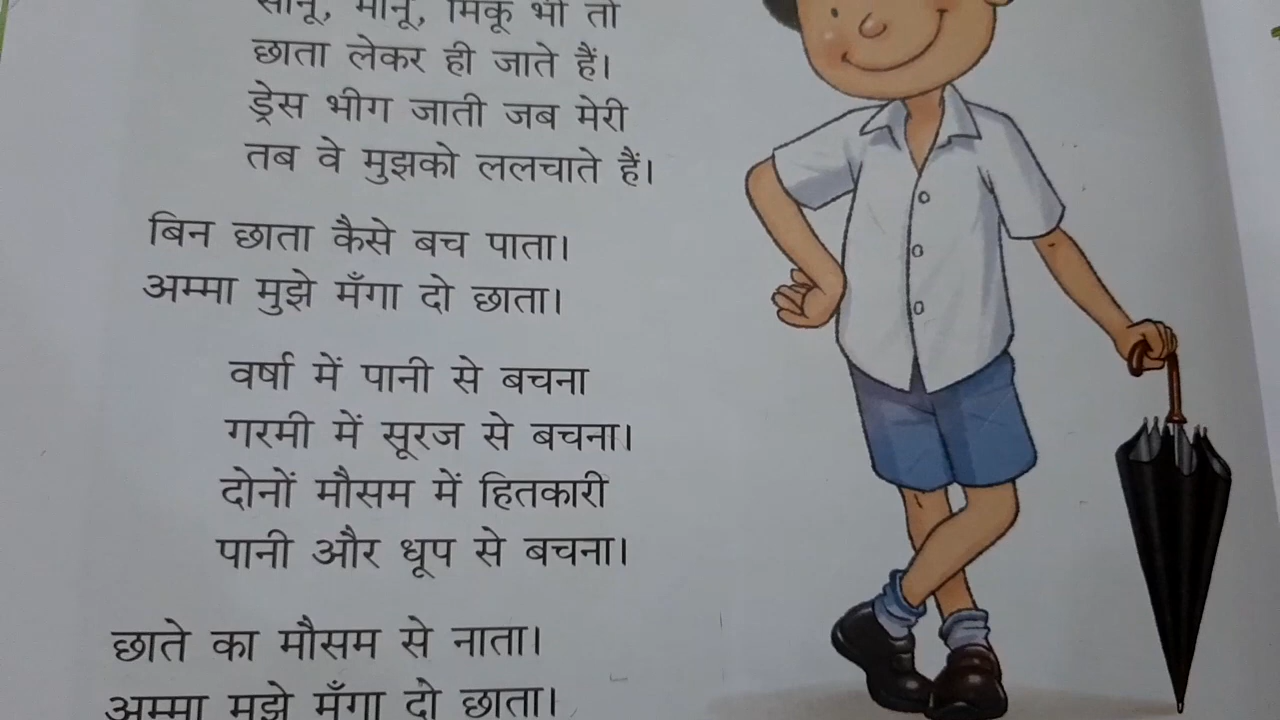 सोनू, मोनू, मिंकू भी तो
छाता लेकर ही जाते हैं।
ड्रेस भीग जाती जब मेरी
तब वे मुझको ललचाते हैं।
बिन छाता कैसे बच पाता।
अम्मा मुझे मँगा दो छाता।
वर्षा में पानी से बचना
गरमी में सूरज से बचना।
दोनों मौसम में हितकारी
पानी और धूप से बचना।
छाते का मौसम से नाता।
अम्मा मुझे मँगा दो छाता।